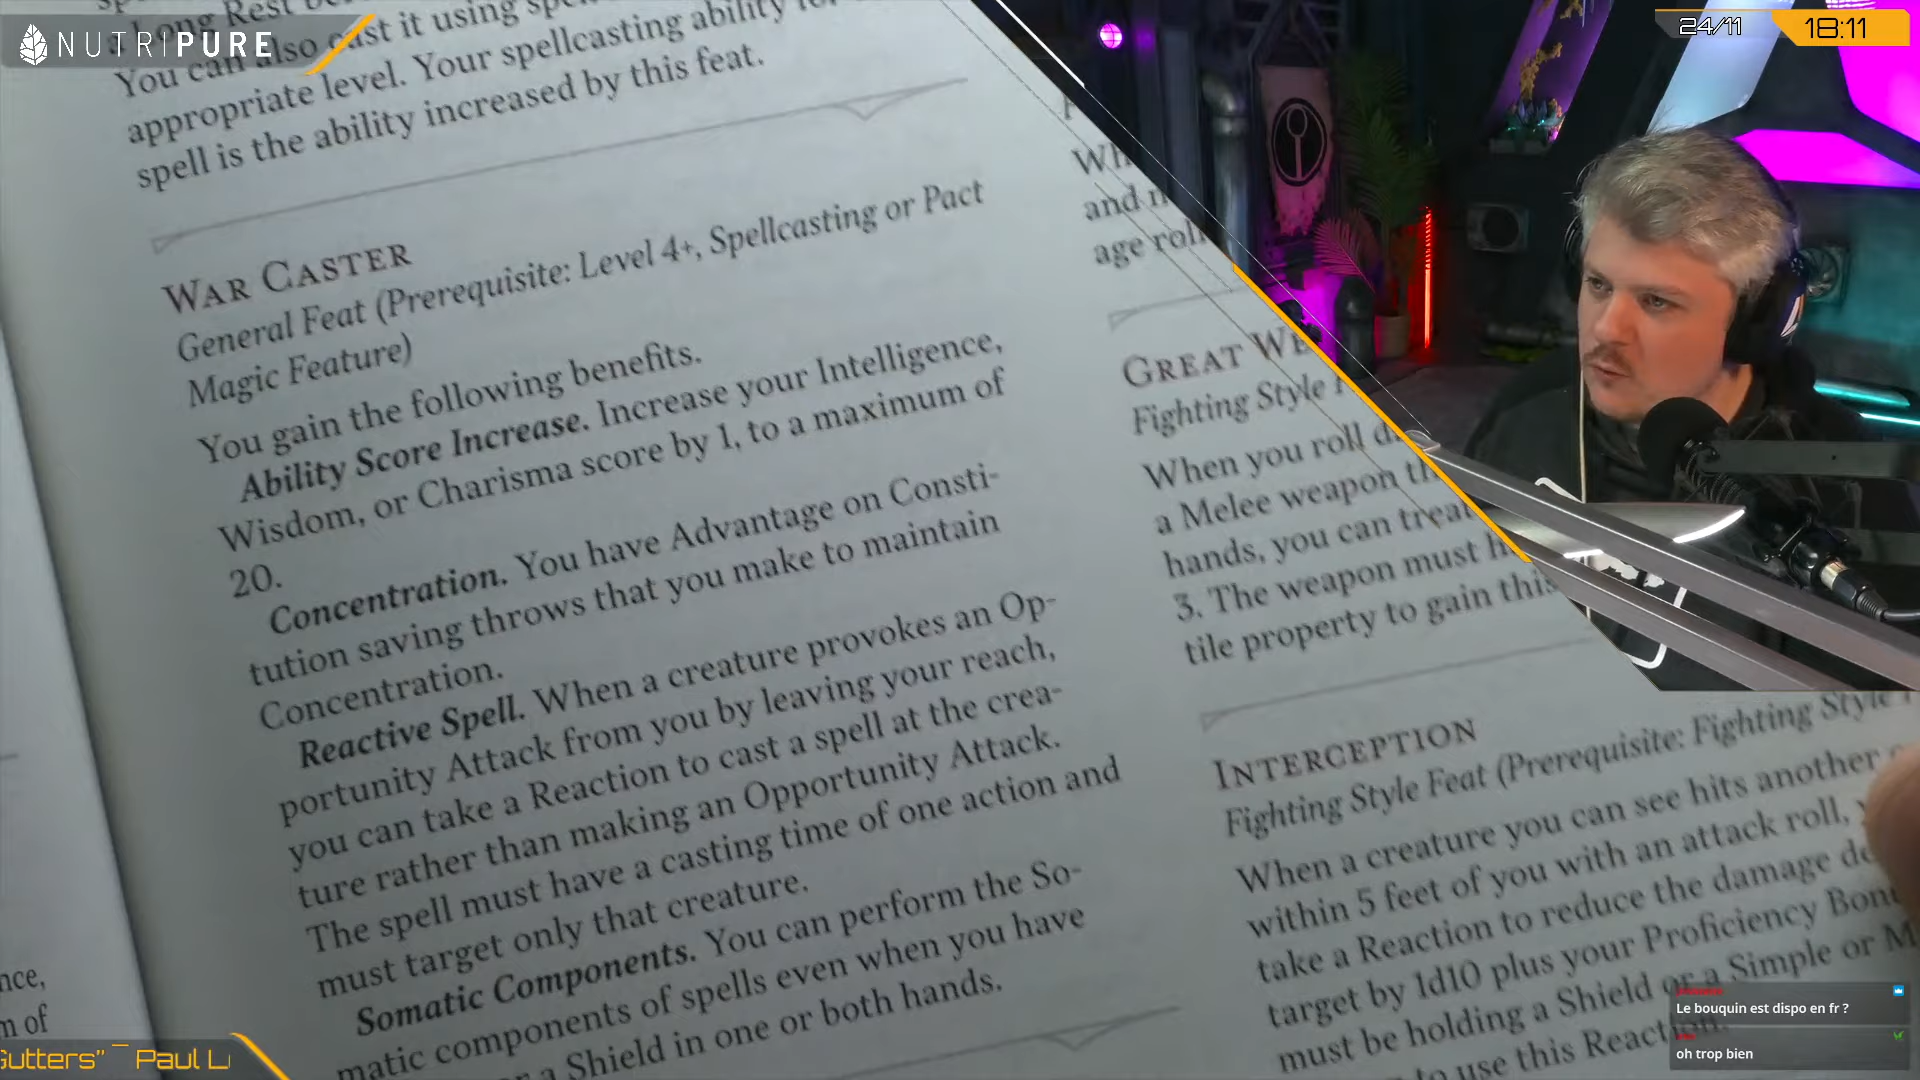 NUTRIPURE
Long Rest
You can also cast it using
appropriate level. Your spellcasting ability
spell is the ability increased by this feat.
WAR CASTER
General Feat (Prerequisite: Level 4+, Spellcasting or Pact
Magic Feature)
You gain the following benefits.
Ability Score Increase. Increase your Intelligence,
Wisdom, or Charisma score by 1, to a maximum of
20.
Concentration. You have Advantage on Consti-
tution saving throws that you make to maintain
Concentration.
Reactive Spell. When a creature provokes an Op-
portunity Attack from you by leaving your reach,
you can take a Reaction to cast a spell at the crea-
ture rather than making an Opportunity Attack.
The spell must have a casting time of one action and
must target only that creature.
Somatic Components. You can perform the So-
matic components of spells even when you have
a Shield in one or both hands.
nce,
m of
and
age
GREAT
Fighting Style
When you roll
a Melee weapon
hands, you can treat
3. The weapon must
tile property to gain this
INTERCEPTION
Fighting Style Feat (Prerequisite: Fighting Style
When a creature you can see hits another
within 5 feet of you with an attack roll,
take a Reaction to reduce the damage
target by 1d10 plus your Proficiency
must be holding a Shield or a Simple or
to use this Reaction.
24/11
18:11
Le bouquin est dispo en fr ?
oh trop bien
Gutters" - Paul L